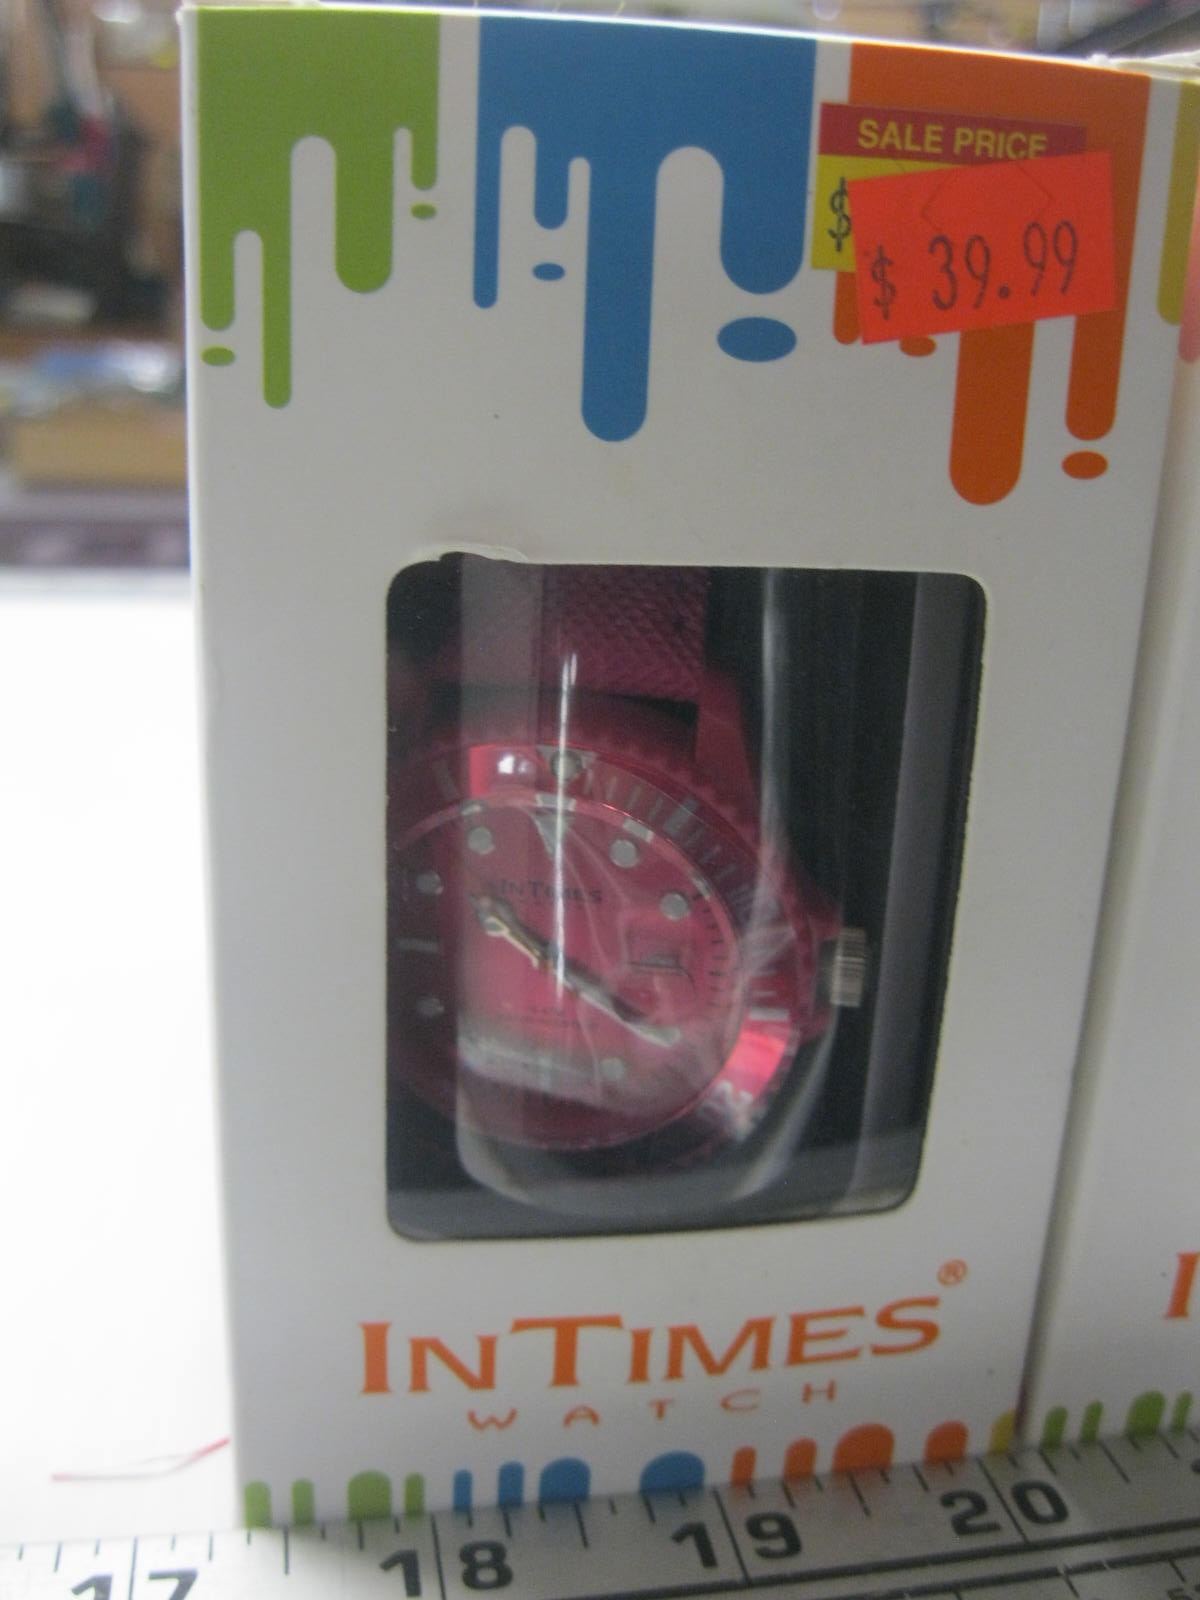 SALE PRICE
$
$ 39.99
INTIMES
INTIMES®
WATCH
I
17 18 19 20